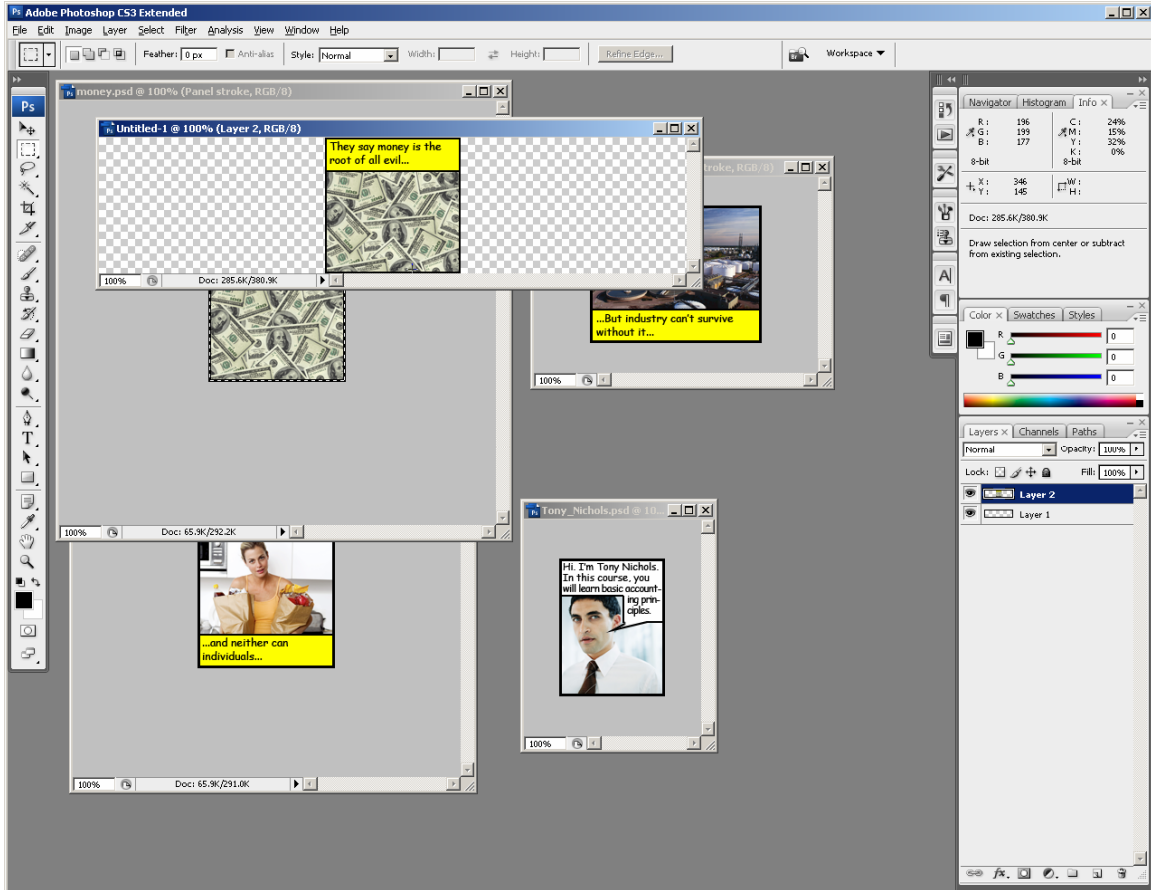 Adobe Photoshop CS3 Extended
File Edit Image Layer Select Filter Analysis View Window Help
Feather: 0 px Anti-alias Style: Normal Width: Height: Refine Edge... Workspace
money.psd @ 100% (Panel stroke, RGB/8)
Untitled-1 @ 100% (Layer 2, RGB/8)
They say money is the
root of all evil...
100% Doc: 285.6K/380.9K
100% Doc: 65.9K/292.2K
roke, RGB/8)
...But industry can't survive
without it...
100%
...and neither can
individuals...
100% Doc: 65.9K/291.0K
Tony_Nichols.psd @ 10...
Hi. I'm Tony Nichols.
In this course, you
will learn basic account-
ing prin-
ciples.
100%
Ps
T
Navigator Histogram Info
R: 196 C: 24%
G: 199 M: 15%
B: 177 Y: 32%
K: 0%
8-bit 8-bit
X: 346 W:
Y: 145 H:
Doc: 285.6K/380.9K
Draw selection from center or subtract
from existing selection.
Color Swatches Styles
R 0
G 0
B 0
Layers Channels Paths
Normal Opacity: 100%
Lock: Fill: 100%
Layer 2
Layer 1